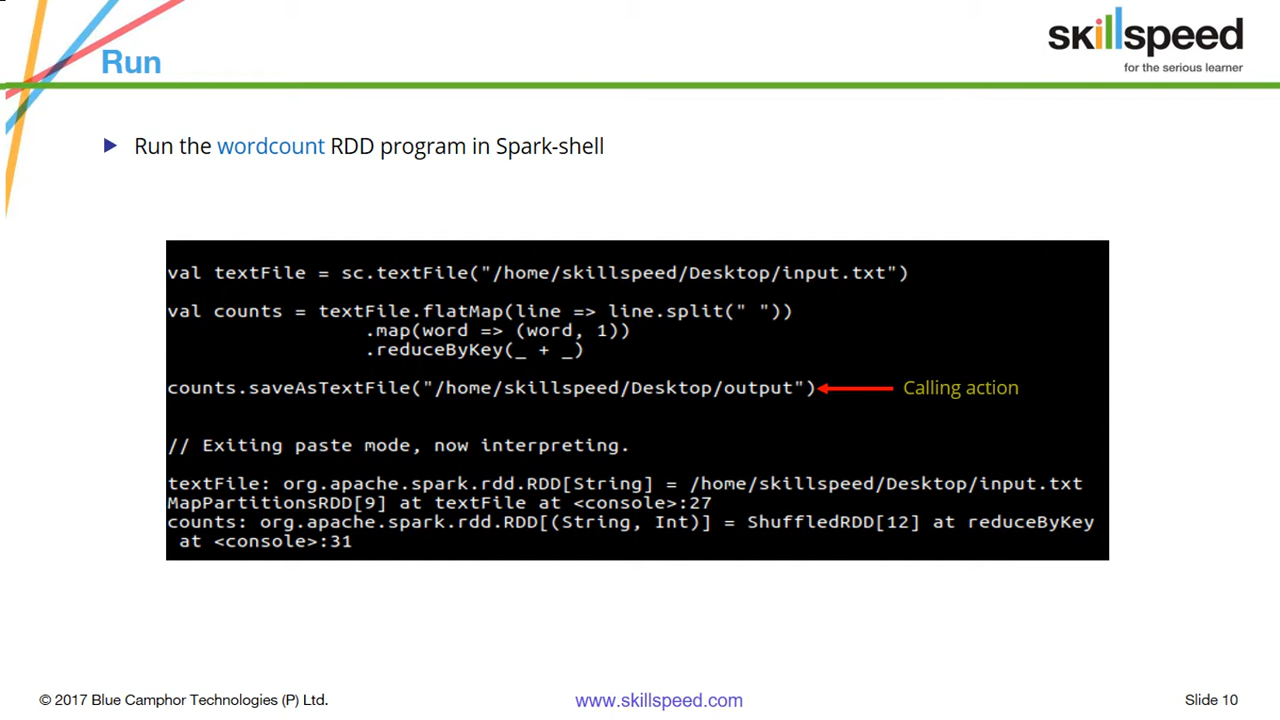 skillspeed
for the serious learner
Run
Run the wordcount RDD program in Spark-shell
val textFile = sc.textFile("/home/skillspeed/Desktop/input.txt")
val counts = textFile.flatMap(line => line.split(" "))
.map(word => (word, 1))
.reduceByKey(_ + _)
counts.saveAsTextFile("/home/skillspeed/Desktop/output") Calling action
// Exiting paste mode, now interpreting.
textFile: org.apache.spark.rdd.RDD[String] = /home/skillspeed/Desktop/input.txt
MapPartitionsRDD[9] at textFile at <console>:27
counts: org.apache.spark.rdd.RDD[(String, Int)] = ShuffledRDD[12] at reduceByKey
at <console>:31
© 2017 Blue Camphor Technologies (P) Ltd.
www.skillspeed.com
Slide 10